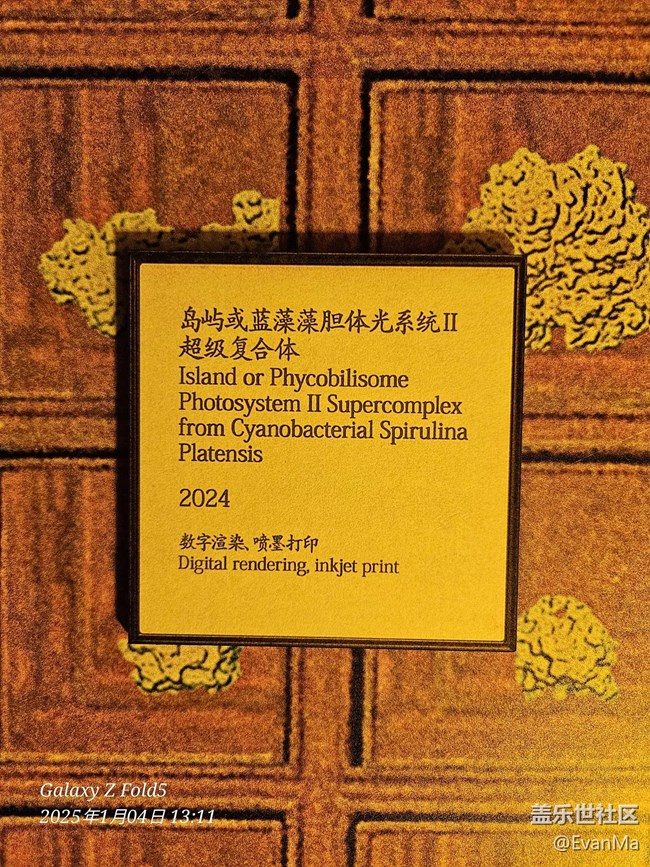 岛屿或蓝藻藻胆体光系统II
超级复合体
Island or Phycobilisome
Photosystem II Supercomplex
from Cyanobacterial Spirulina
Platensis
2024
数字渲染、喷墨打印
Digital rendering, inkjet print
Galaxy Z Fold5
2025年1月04日 13:11
盖乐世社区
@EvanMa